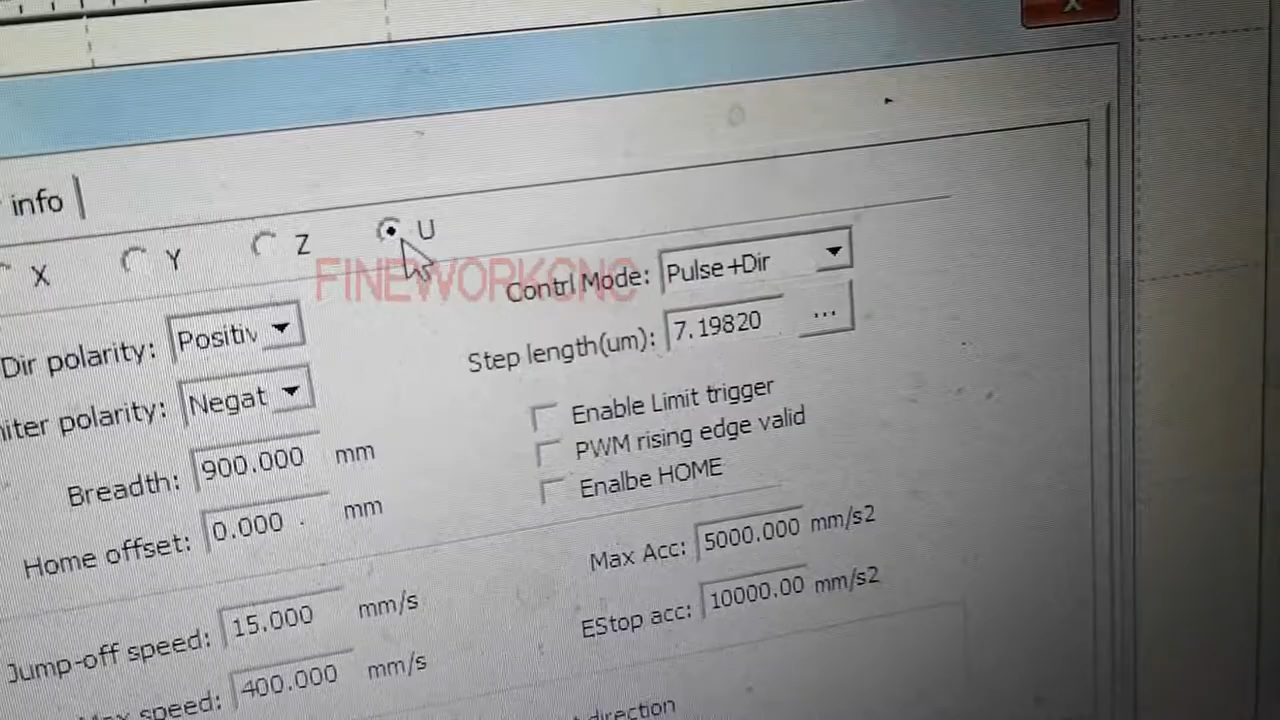 info
X Y Z U
FINEWORKCNC
Contrl Mode: Pulse+Dir
Dir polarity: Positiv
Step length(um): 7.19820 ...
polarity: Negat
Enable Limit trigger
PWM rising edge valid
Breadth: 900.000 mm
Enalbe HOME
Home offset: 0.000 mm
Max Acc: 5000.000 mm/s2
Jump-off speed: 15.000 mm/s
EStop acc: 10000.00 mm/s2
speed: 400.000 mm/s
direction